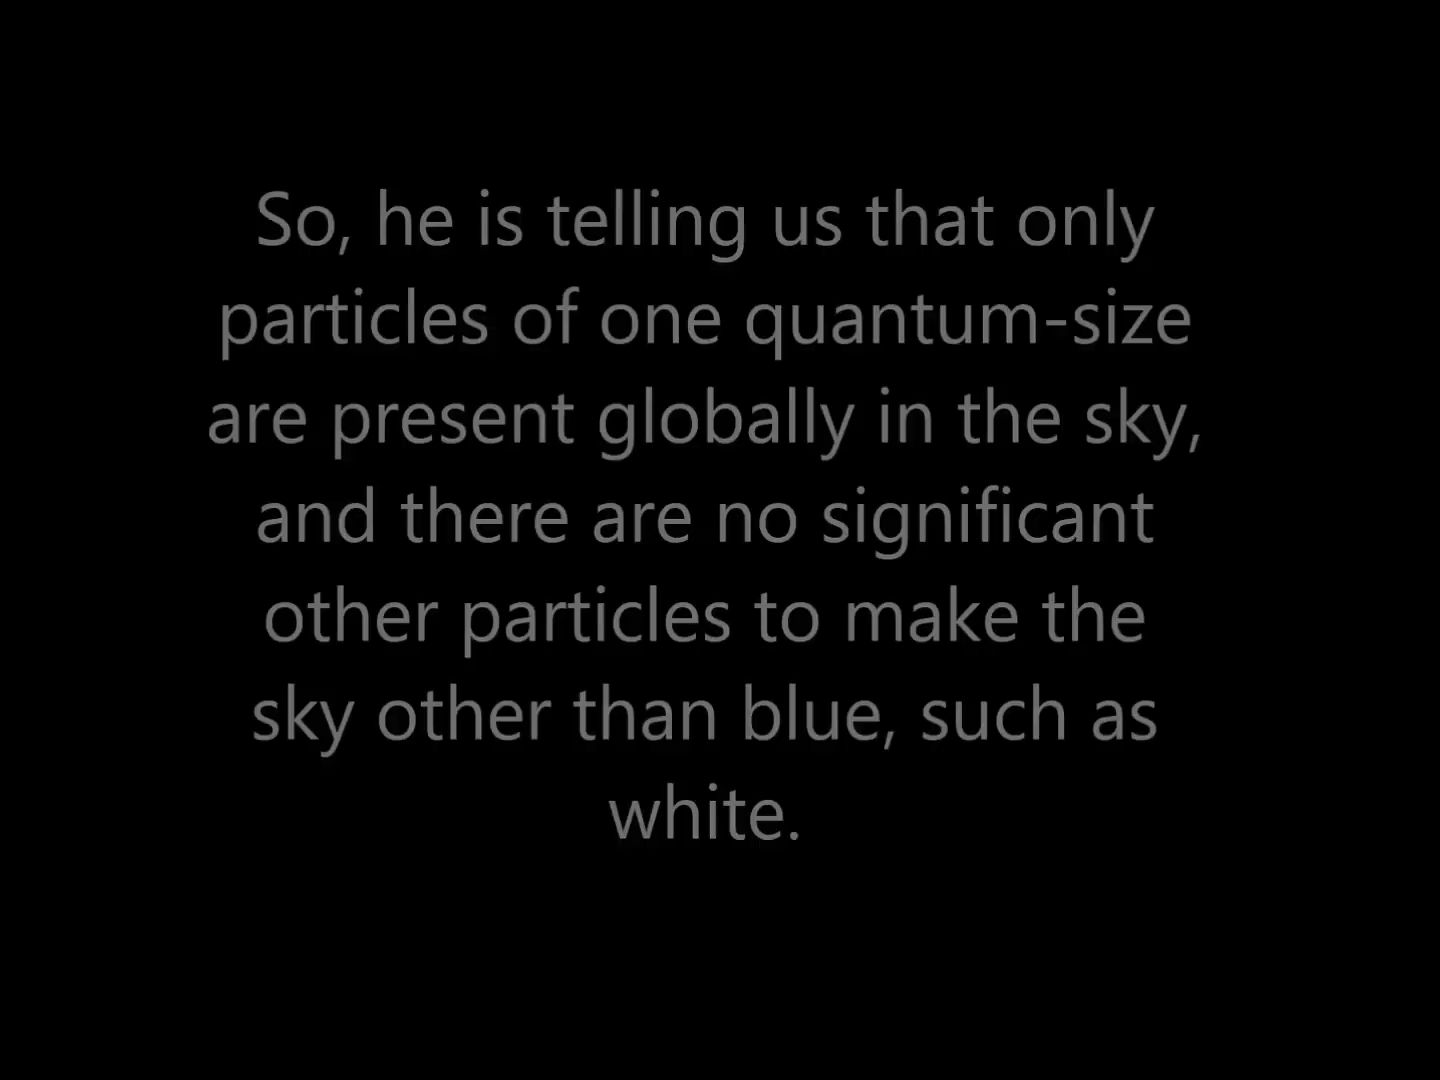 So, he is telling us that only
particles of one quantum-size
are present globally in the sky,
and there are no significant
other particles to make the
sky other than blue, such as
white.